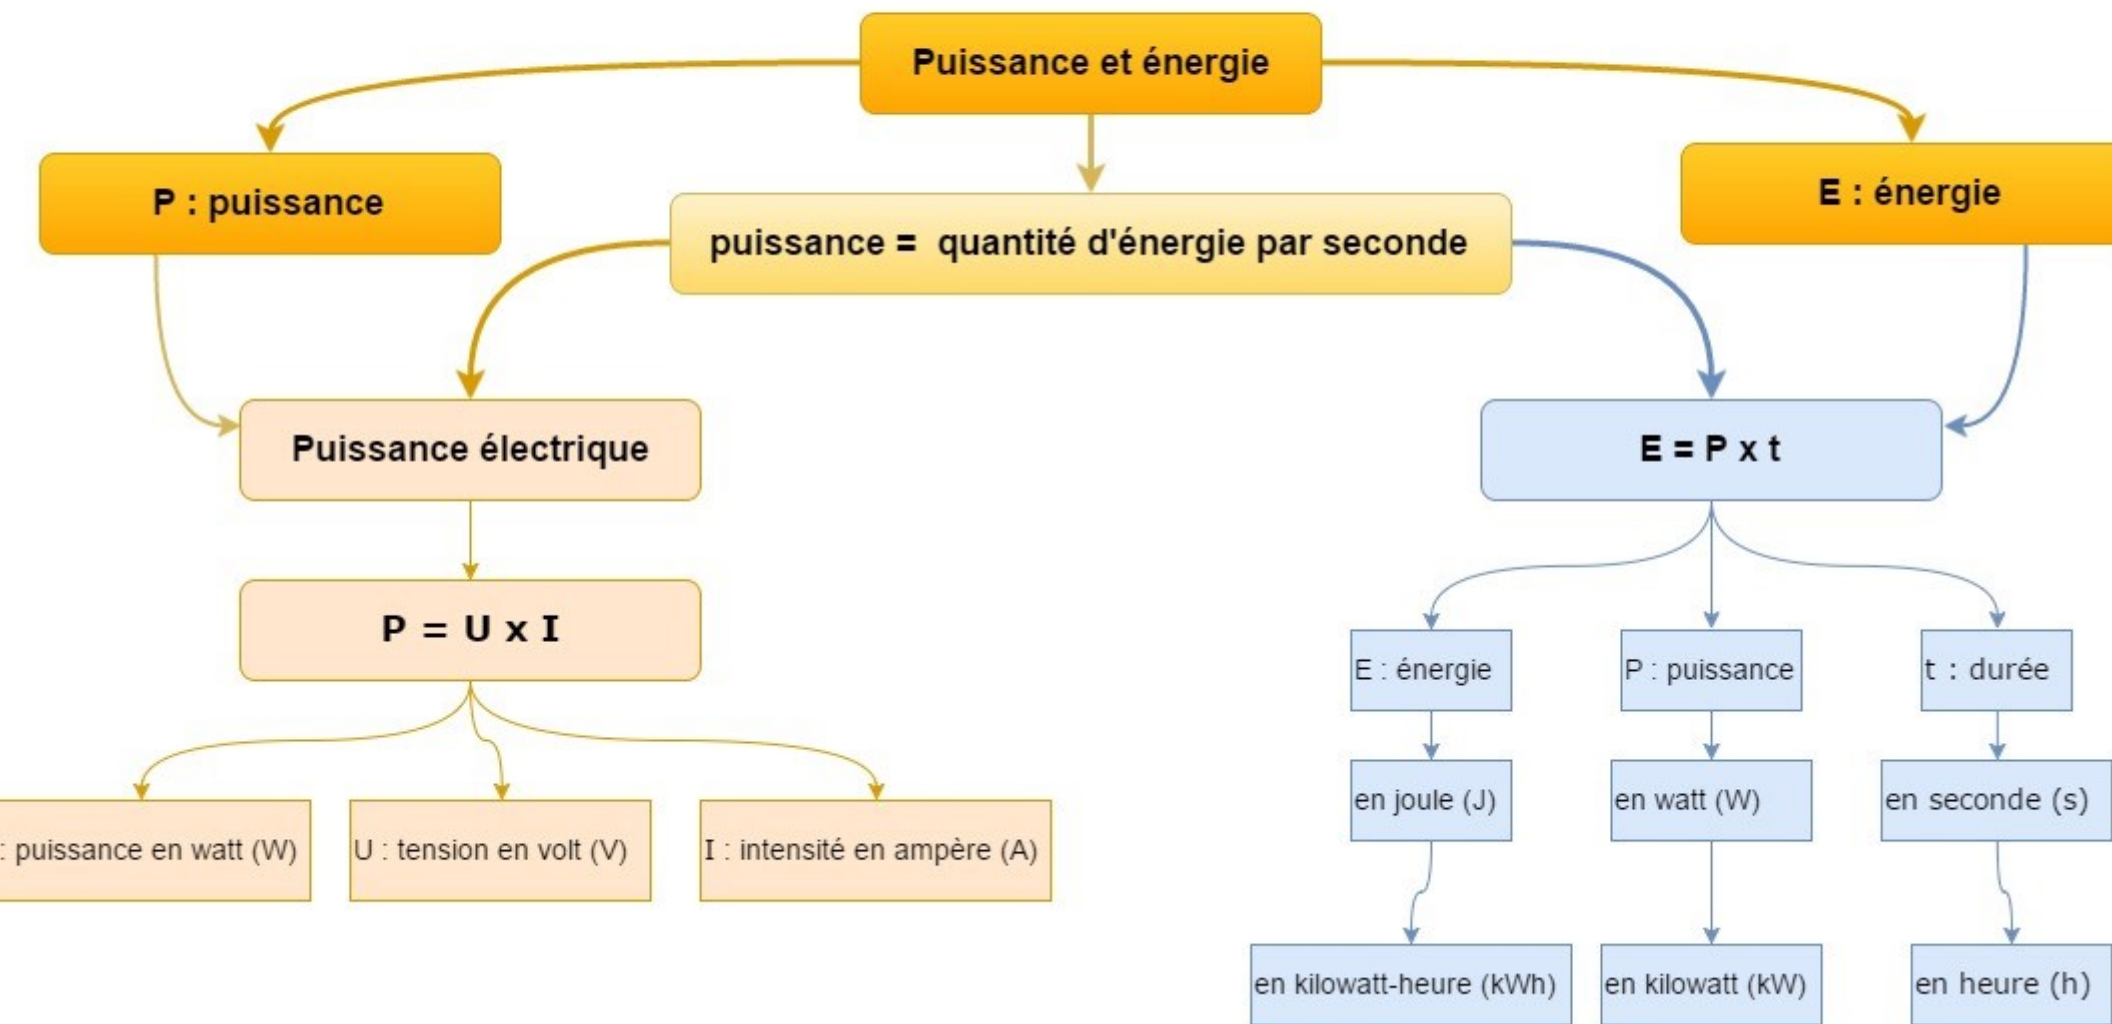 Puissance et énergie
P : puissance
E : énergie
puissance = quantité d'énergie par seconde
Puissance électrique
E = P x t
P = U x I
E : énergie
P : puissance
t : durée
en joule (J)
en watt (W)
en seconde (s)
: puissance en watt (W)
U : tension en volt (V)
I : intensité en ampère (A)
en kilowatt-heure (kWh)
en kilowatt (kW)
en heure (h)